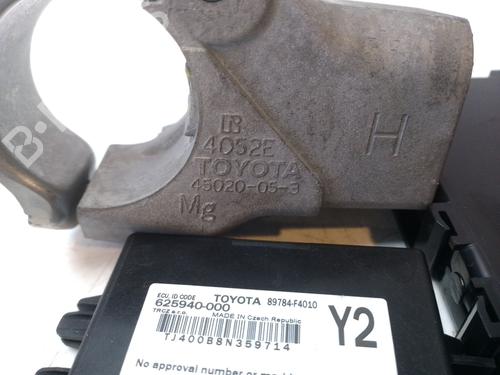 R
4052E
TOYOTA
45020-05-3
Mg
H
ECU, ID CODE TOYOTA 89784-F4010
625940-000
TRCZ s.r.o. MADE IN Czech Republic
TJ400B8N359714
Y2
No approval number or